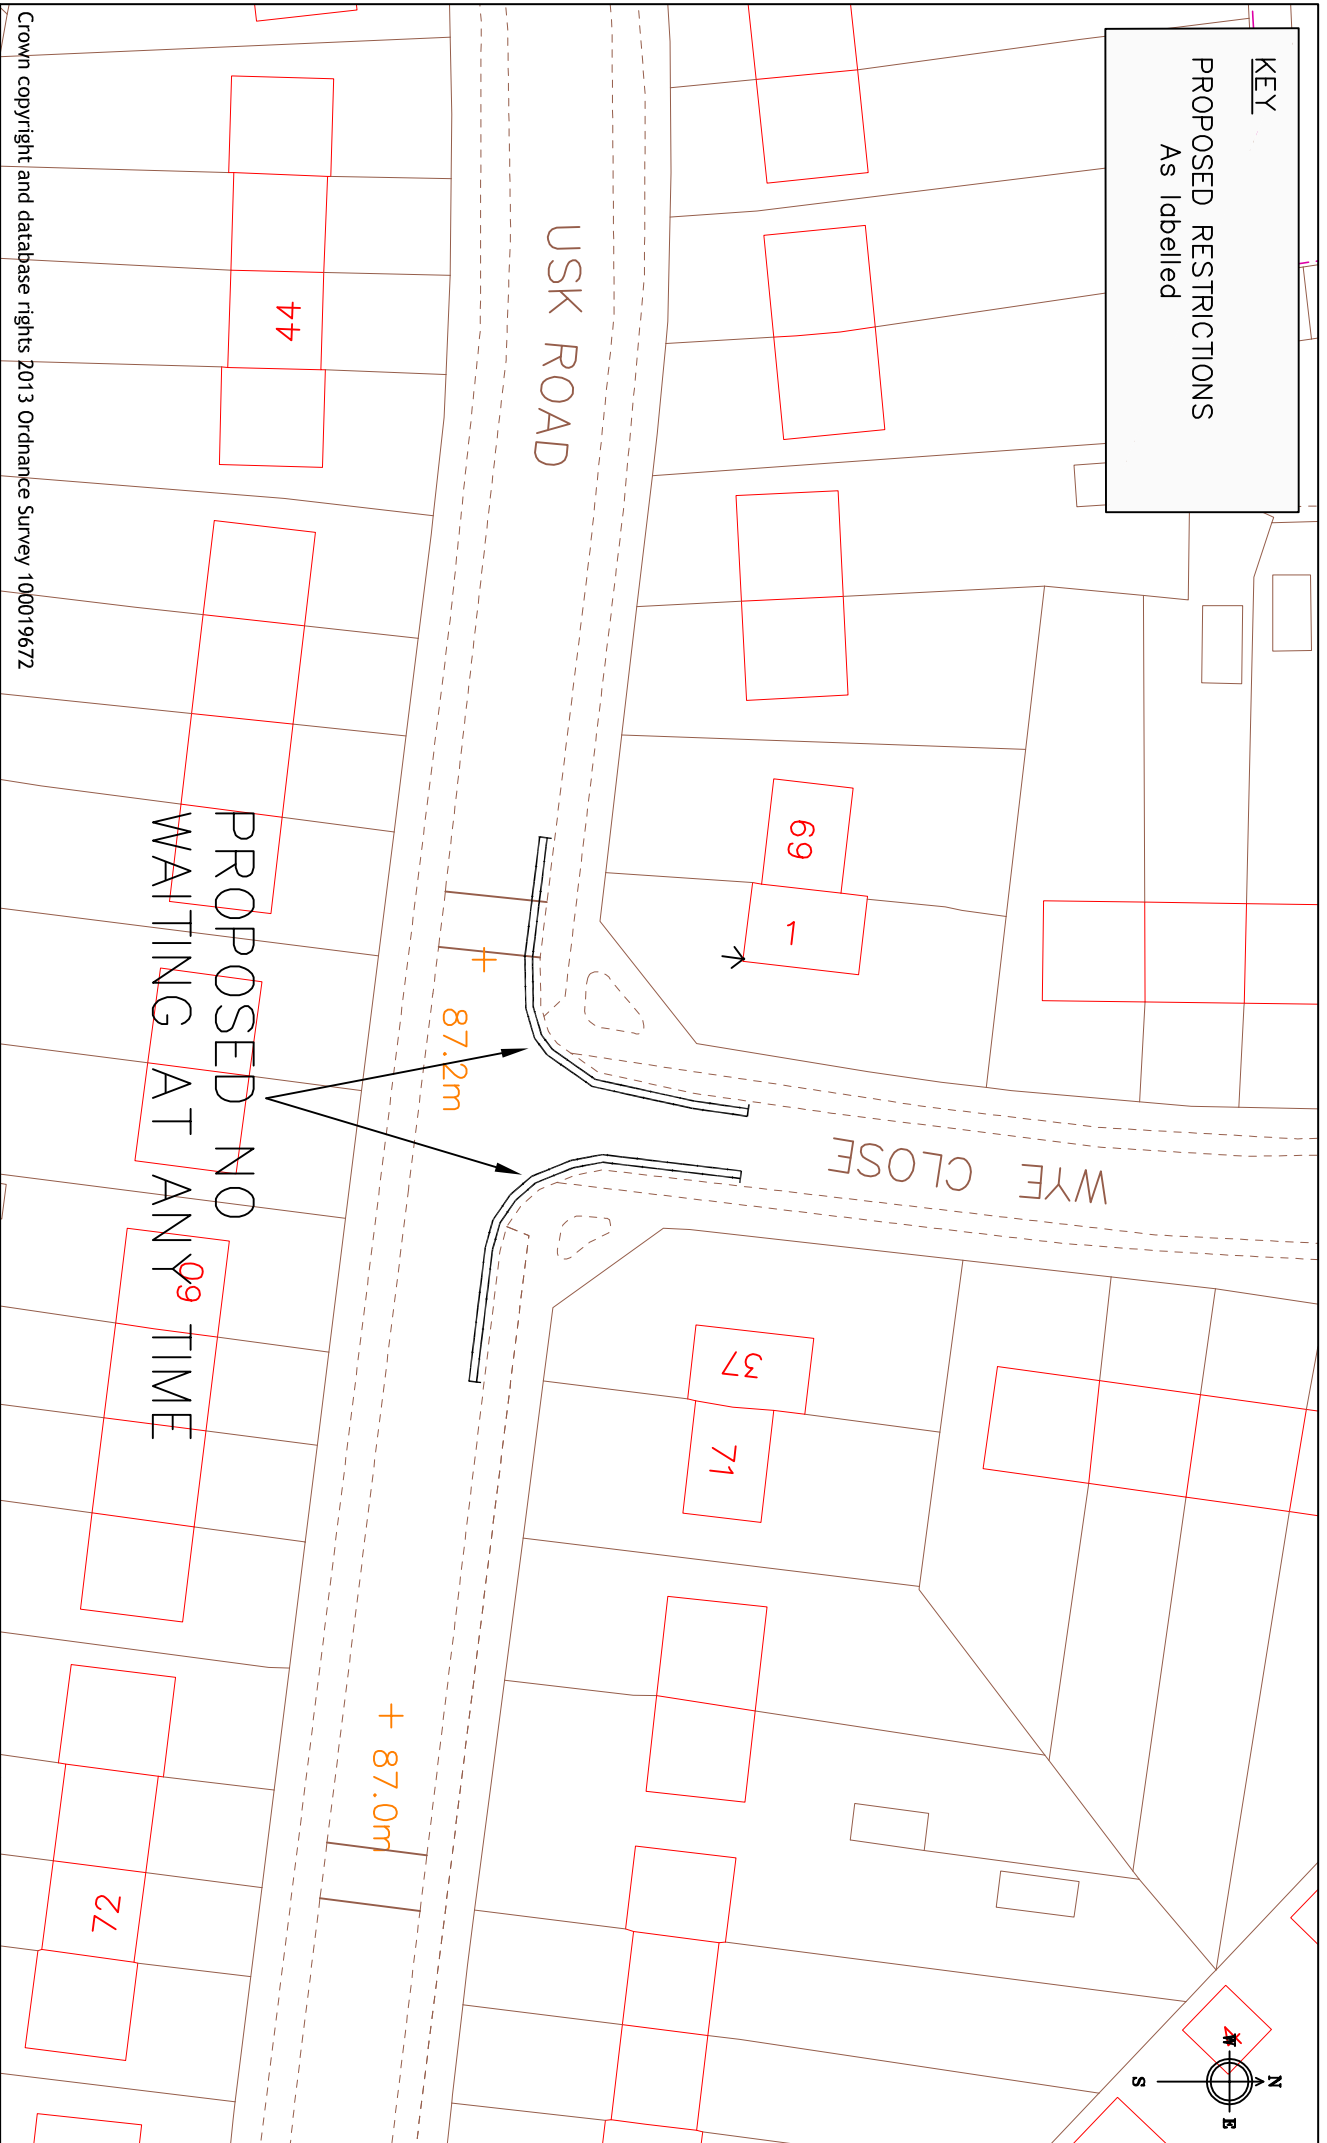 KEY
PROPOSED RESTRICTIONS
As labelled
USK ROAD
WYE CLOSE
44
69
1
37
71
60
72
4
87.2m
87.0m
PROPOSED NO
WAITING AT ANY TIME
N
E
S
W
Crown copyright and database rights 2013 Ordnance Survey 100019672